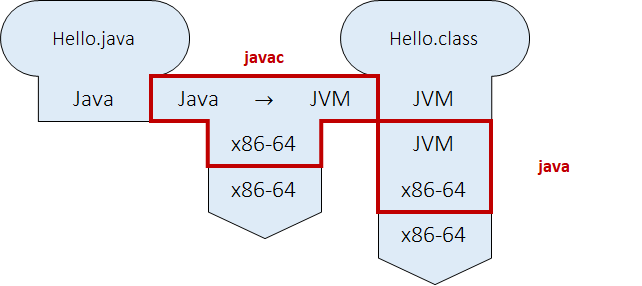 Hello.java
javac
Hello.class
Java
Java → JVM
JVM
x86-64
JVM
java
x86-64
x86-64
x86-64